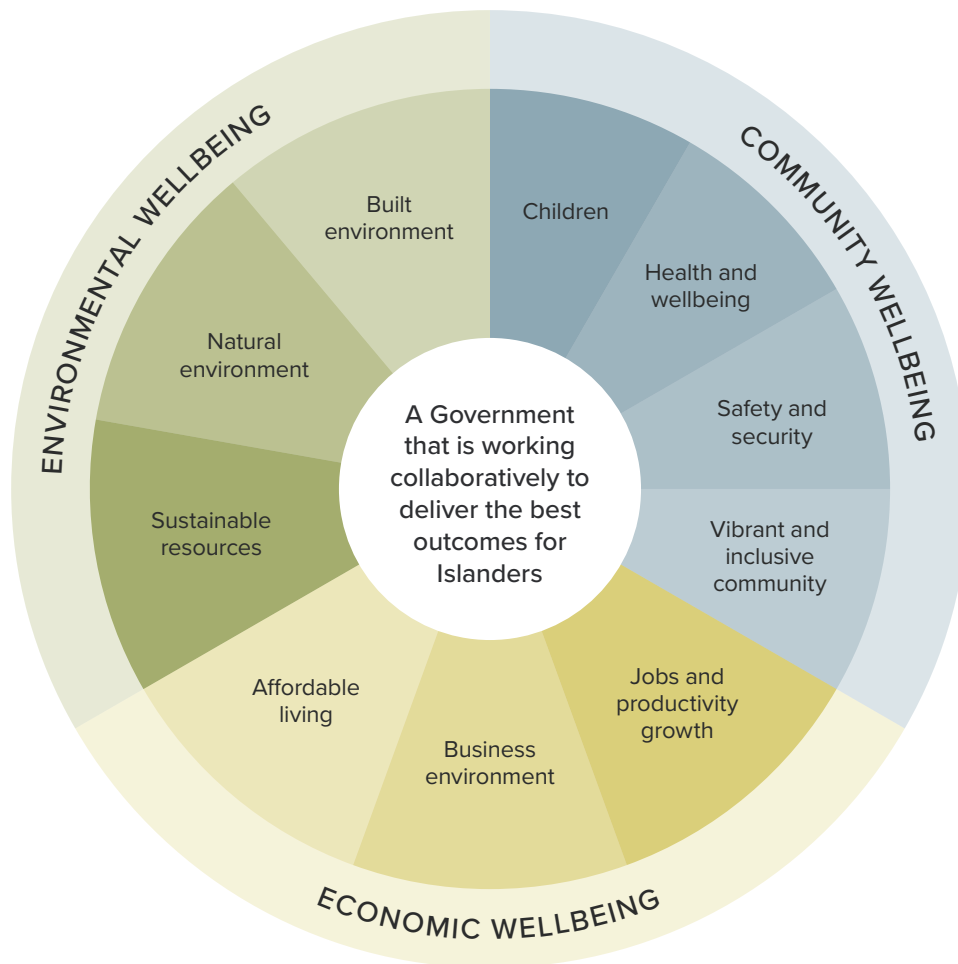 ENVIRONMENTAL WELLBEING
COMMUNITY WELLBEING
ECONOMIC WELLBEING
Built
environment
Children
Health and
wellbeing
Natural
environment
Safety and
security
Sustainable
resources
Vibrant and
inclusive
community
Affordable
living
Business
environment
Jobs and
productivity
growth
A Government
that is working
collaboratively to
deliver the best
outcomes for
Islanders